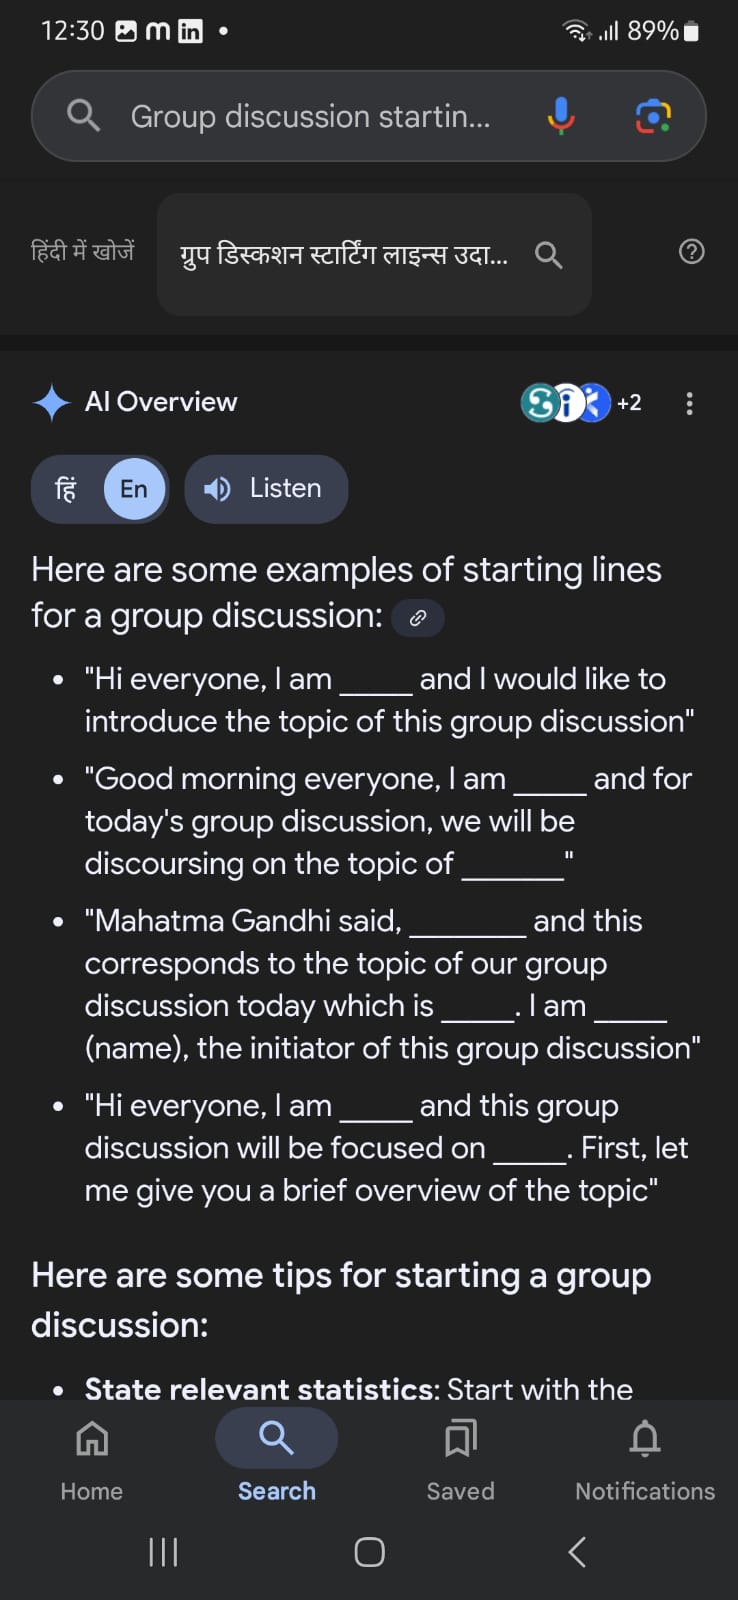 12:30
89%
Group discussion startin...
हिंदी में खोजें
ग्रुप डिस्कशन स्टार्टिंग लाइन्स उदा...
AI Overview
+2
हिं
En
Listen
Here are some examples of starting lines
for a group discussion:
• "Hi everyone, I am _____ and I would like to
introduce the topic of this group discussion"
• "Good morning everyone, I am _____ and for
today's group discussion, we will be
discoursing on the topic of _______"
• "Mahatma Gandhi said, ________ and this
corresponds to the topic of our group
discussion today which is _____. I am _____
(name), the initiator of this group discussion"
• "Hi everyone, I am _____ and this group
discussion will be focused on _____. First, let
me give you a brief overview of the topic"
Here are some tips for starting a group
discussion:
• State relevant statistics: Start with the
Home
Search
Saved
Notifications